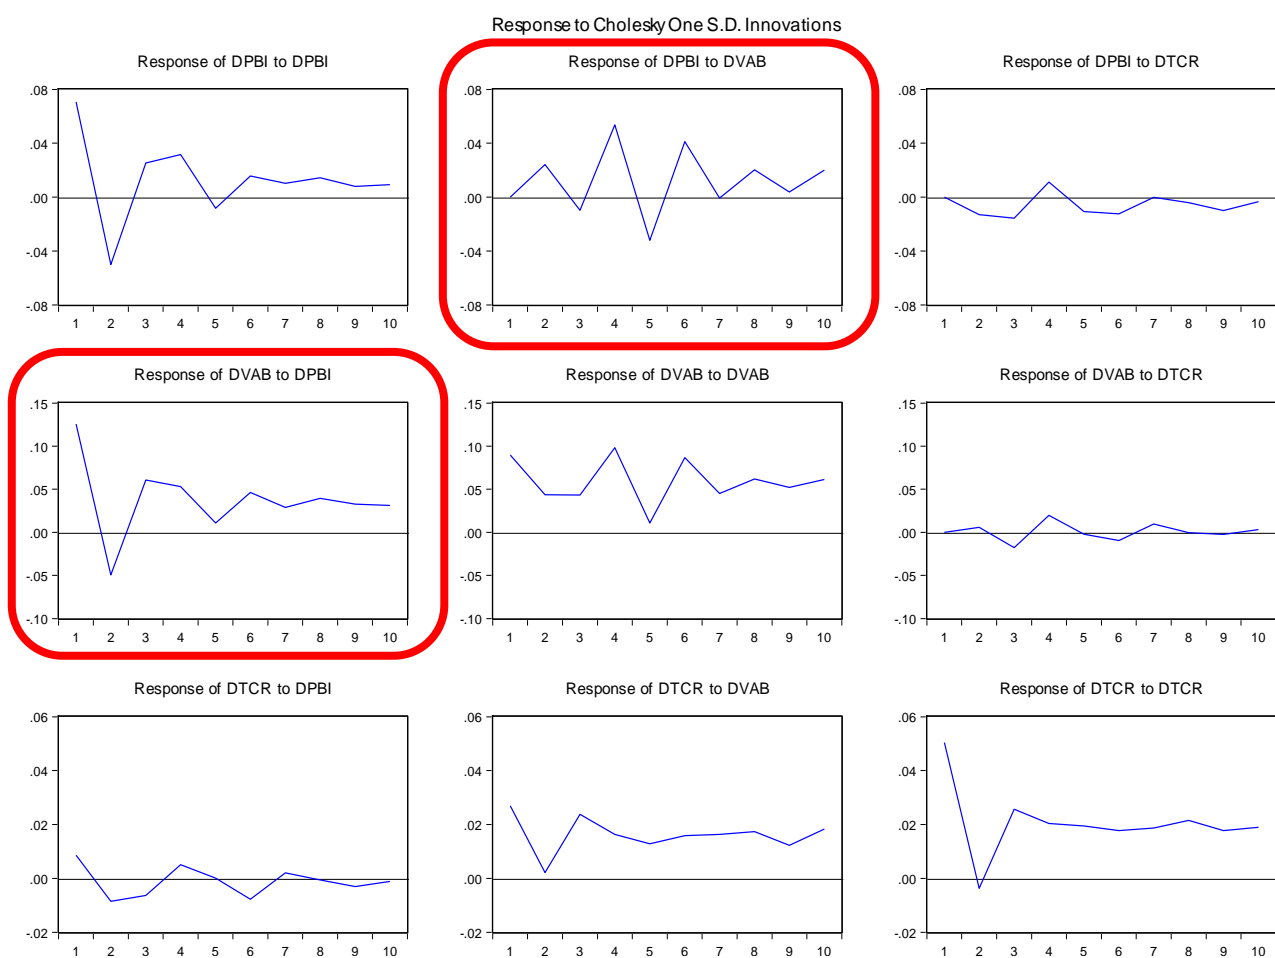 Response to Cholesky One S.D. Innovations
Response of DPBI to DPBI
.08
.04
.00
-.04
-.08
1 2 3 4 5 6 7 8 9 10
Response of DPBI to DVAB
.08
.04
.00
-.04
-.08
1 2 3 4 5 6 7 8 9 10
Response of DPBI to DTCR
.08
.04
.00
-.04
-.08
1 2 3 4 5 6 7 8 9 10
Response of DVAB to DPBI
.15
.10
.05
.00
-.05
-.10
1 2 3 4 5 6 7 8 9 10
Response of DVAB to DVAB
.15
.10
.05
.00
-.05
-.10
1 2 3 4 5 6 7 8 9 10
Response of DVAB to DTCR
.15
.10
.05
.00
-.05
-.10
1 2 3 4 5 6 7 8 9 10
Response of DTCR to DPBI
.06
.04
.02
.00
-.02
1 2 3 4 5 6 7 8 9 10
Response of DTCR to DVAB
.06
.04
.02
.00
-.02
1 2 3 4 5 6 7 8 9 10
Response of DTCR to DTCR
.06
.04
.02
.00
-.02
1 2 3 4 5 6 7 8 9 10